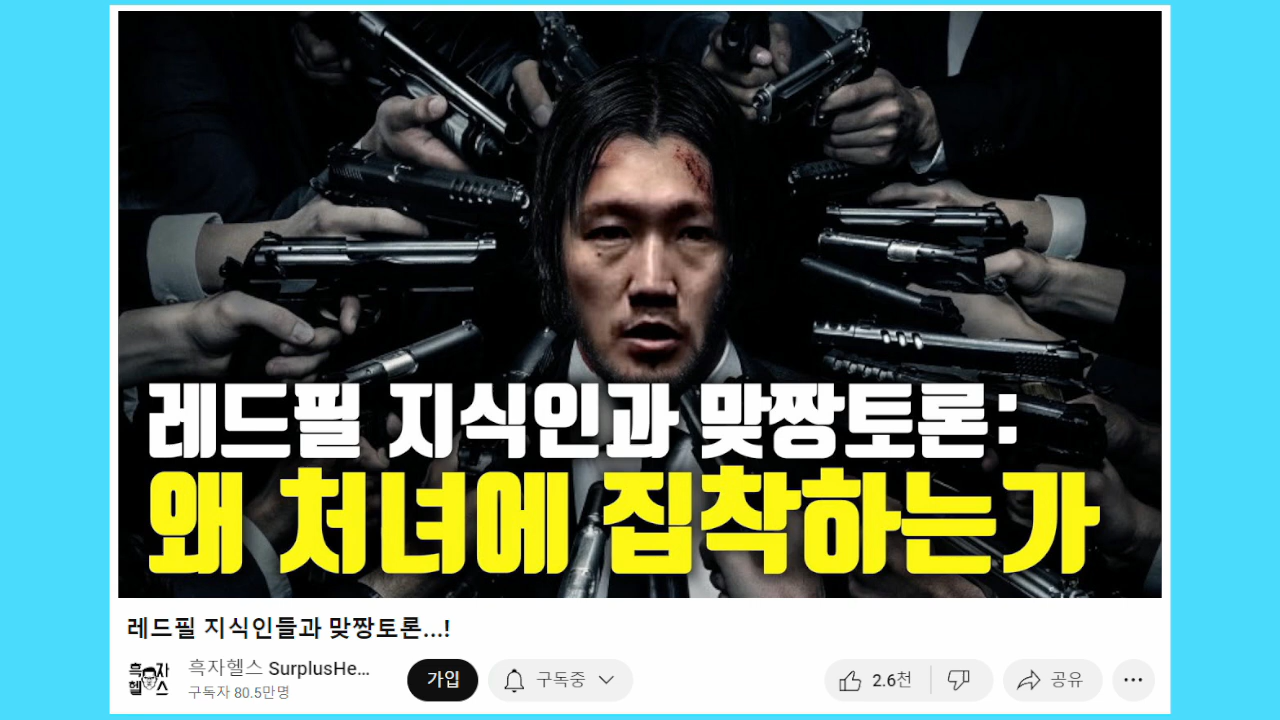 레드필 지식인과 맞짱토론:
왜 처녀에 집착하는가
레드필 지식인들과 맞짱토론...!
흑자
헬스
흑자헬스 SurplusHe...
구독자 80.5만명
가입
구독중
2.6천
공유